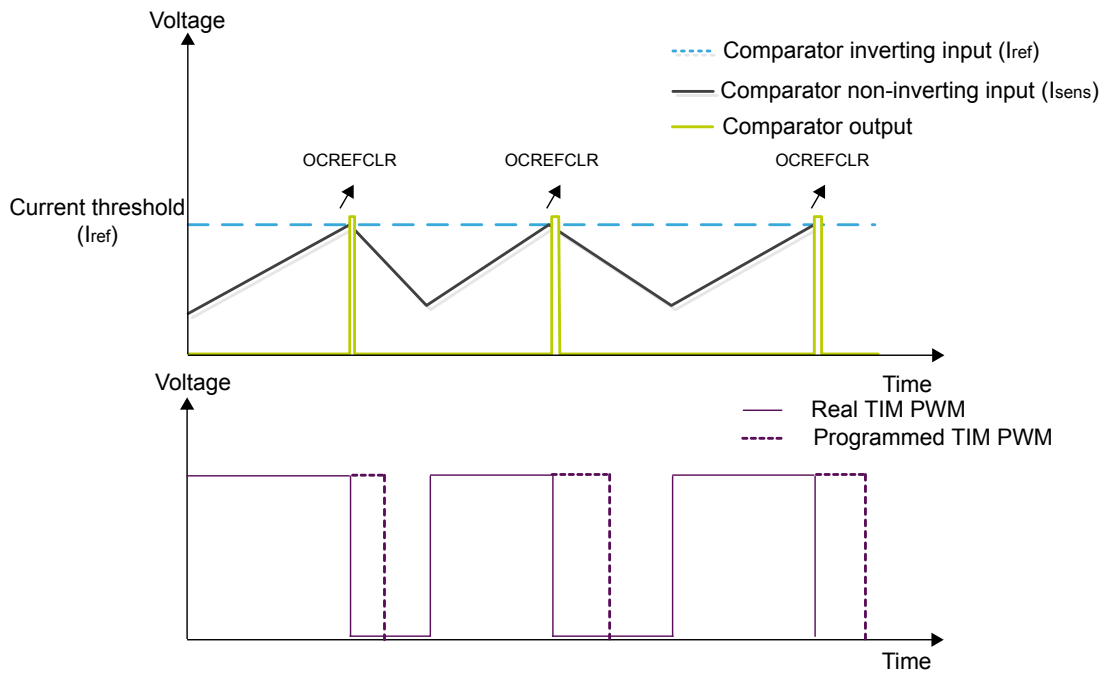 Voltage
Comparator inverting input (Iref)
Comparator non-inverting input (Isens)
Comparator output
OCREFCLR OCREFCLR OCREFCLR
Current threshold
(Iref)
Time
Voltage
Real TIM PWM
Programmed TIM PWM
Time